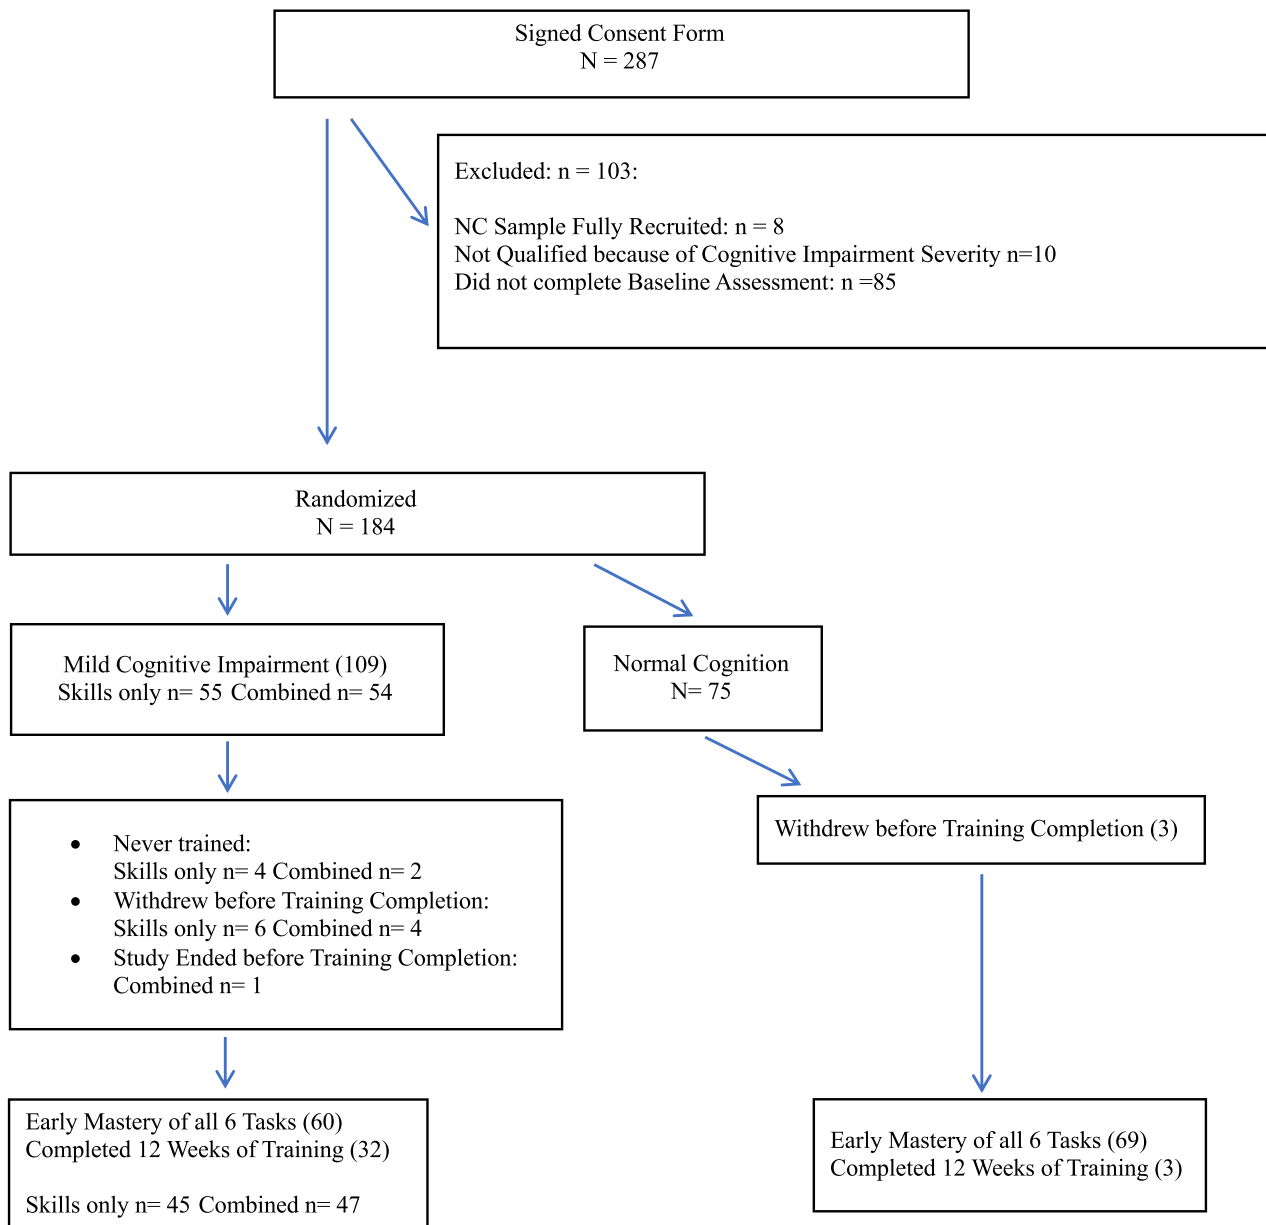 Signed Consent Form
N = 287
Excluded: n = 103:
NC Sample Fully Recruited: n = 8
Not Qualified because of Cognitive Impairment Severity n=10
Did not complete Baseline Assessment: n =85
Randomized
N = 184
Mild Cognitive Impairment (109)
Skills only n= 55 Combined n= 54
Normal Cognition
N= 75
• Never trained:
Skills only n= 4 Combined n= 2
• Withdrew before Training Completion:
Skills only n= 6 Combined n= 4
• Study Ended before Training Completion:
Combined n= 1
Withdrew before Training Completion (3)
Early Mastery of all 6 Tasks (60)
Completed 12 Weeks of Training (32)
Skills only n= 45 Combined n= 47
Early Mastery of all 6 Tasks (69)
Completed 12 Weeks of Training (3)